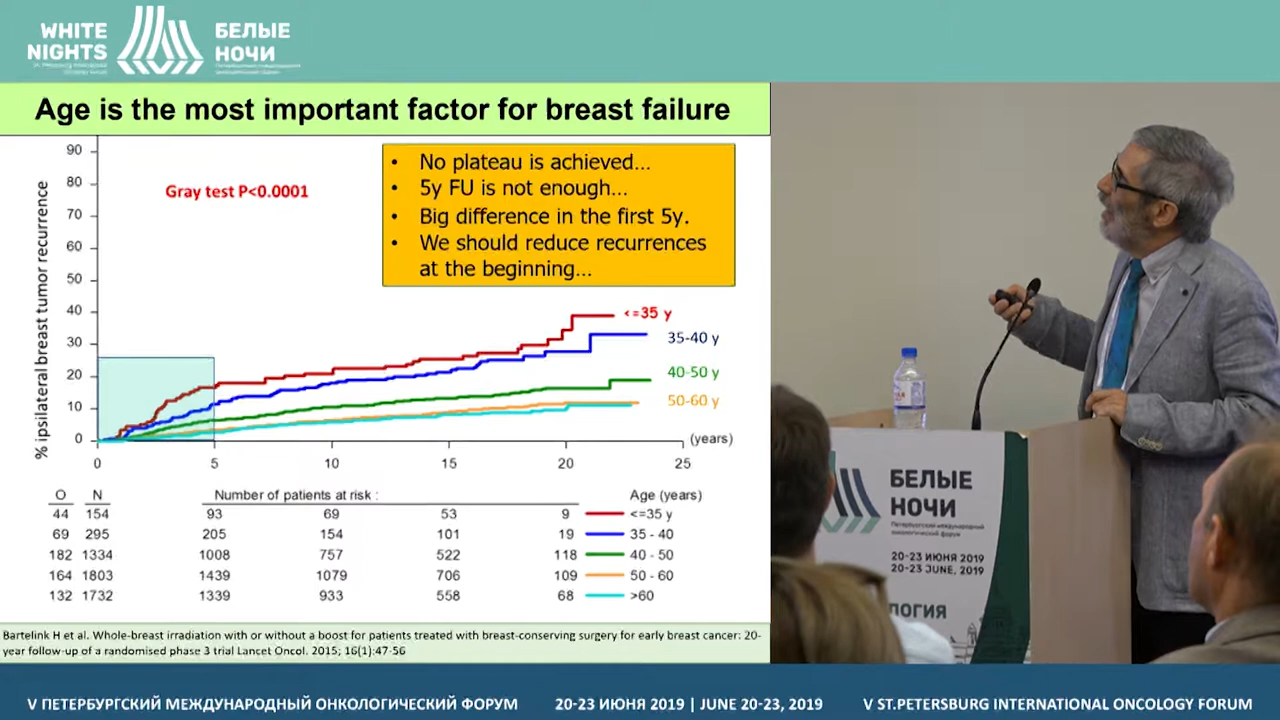 WHITE
NIGHTS
БЕЛЫЕ
НОЧИ
Age is the most important factor for breast failure
% ipsilateral breast tumor recurrence
90
80
70
60
50
40
30
20
10
0
Gray test P<0.0001
• No plateau is achieved...
• 5y FU is not enough...
• Big difference in the first 5y.
• We should reduce recurrences
at the beginning...
<=35 y
35-40 y
40-50 y
50-60 y
(years)
0 5 10 15 20 25
O N Number of patients at risk : Age (years)
44 154 93 69 53 9 <=35 y
69 295 205 154 101 19 35 - 40
182 1334 1008 757 522 118 40 - 50
164 1803 1439 1079 706 109 50 - 60
132 1732 1339 933 558 68 >60
Bartelink H et al. Whole-breast irradiation with or without a boost for patients treated with breast-conserving surgery for early breast cancer: 20-
year follow-up of a randomised phase 3 trial Lancet Oncol. 2015; 16(1):47-56
БЕЛЫЕ
НОЧИ
Петербургский международный
онкологический форум
20-23 ИЮНЯ 2019
20-23 JUNE, 2019
ЛОГИЯ
V ПЕТЕРБУРГСКИЙ МЕЖДУНАРОДНЫЙ ОНКОЛОГИЧЕСКИЙ ФОРУМ 20-23 ИЮНЯ 2019 | JUNE 20-23, 2019 V ST.PETERSBURG INTERNATIONAL ONCOLOGY FORUM